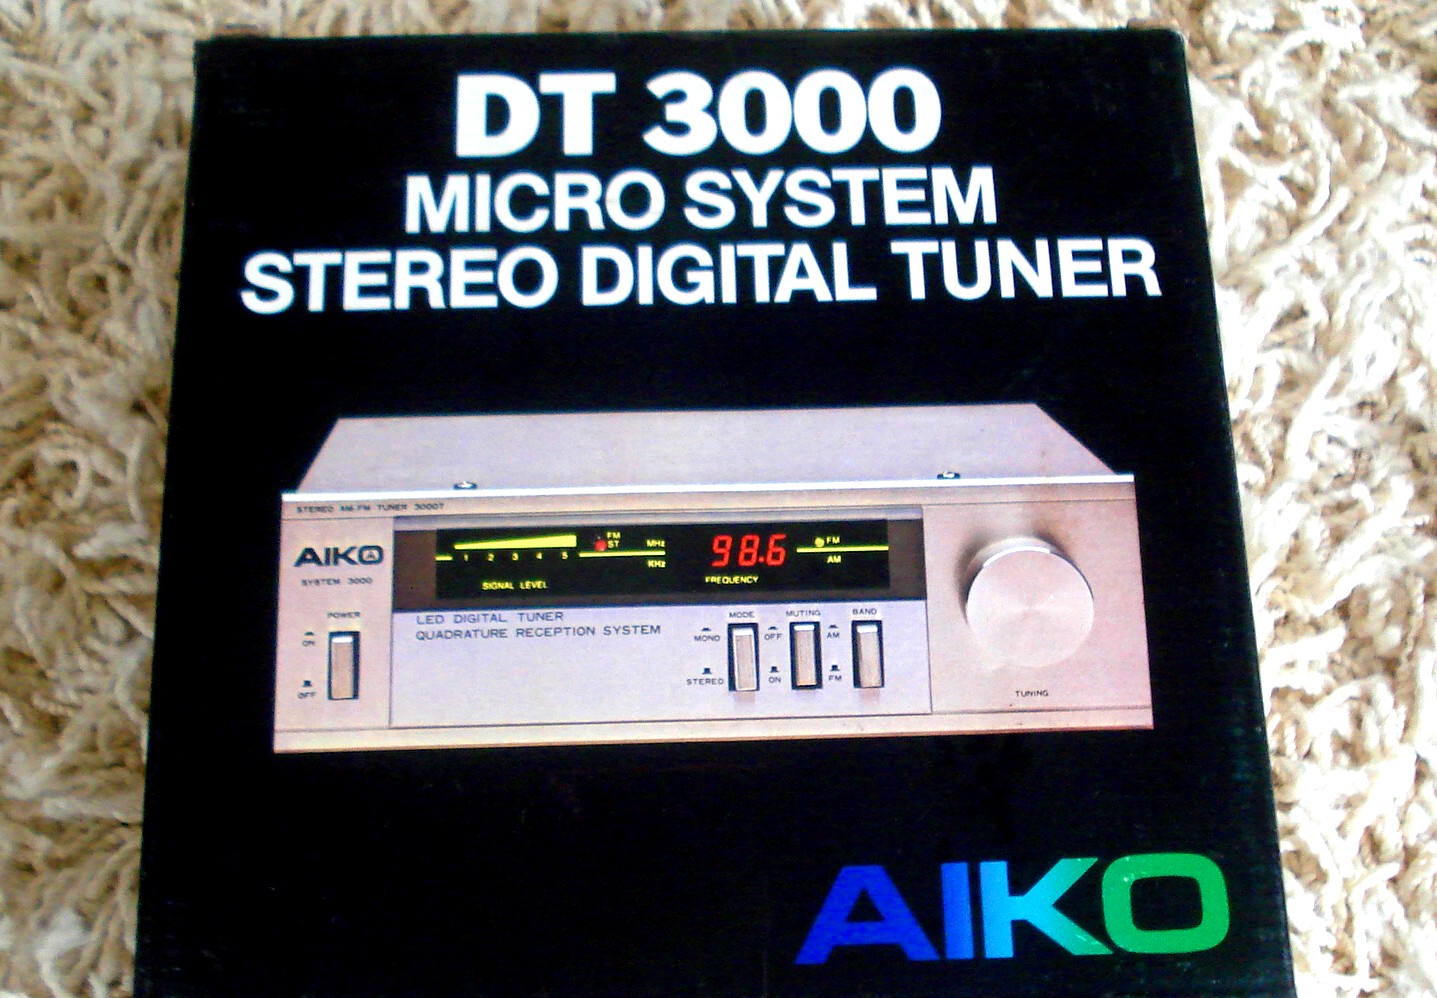 DT 3000
MICRO SYSTEM
STEREO DIGITAL TUNER
STEREO AM-FM TUNER 3000T
AIKO
SYSTEM 3000
POWER
ON
OFF
1 2 3 4 5
SIGNAL LEVEL
FM
ST
MHz
KHz
98.6
FREQUENCY
FM
AM
LED DIGITAL TUNER
QUADRATURE RECEPTION SYSTEM
MODE
MONO
STEREO
MUTING
OFF
ON
BAND
AM
FM
TUNING
AIKO